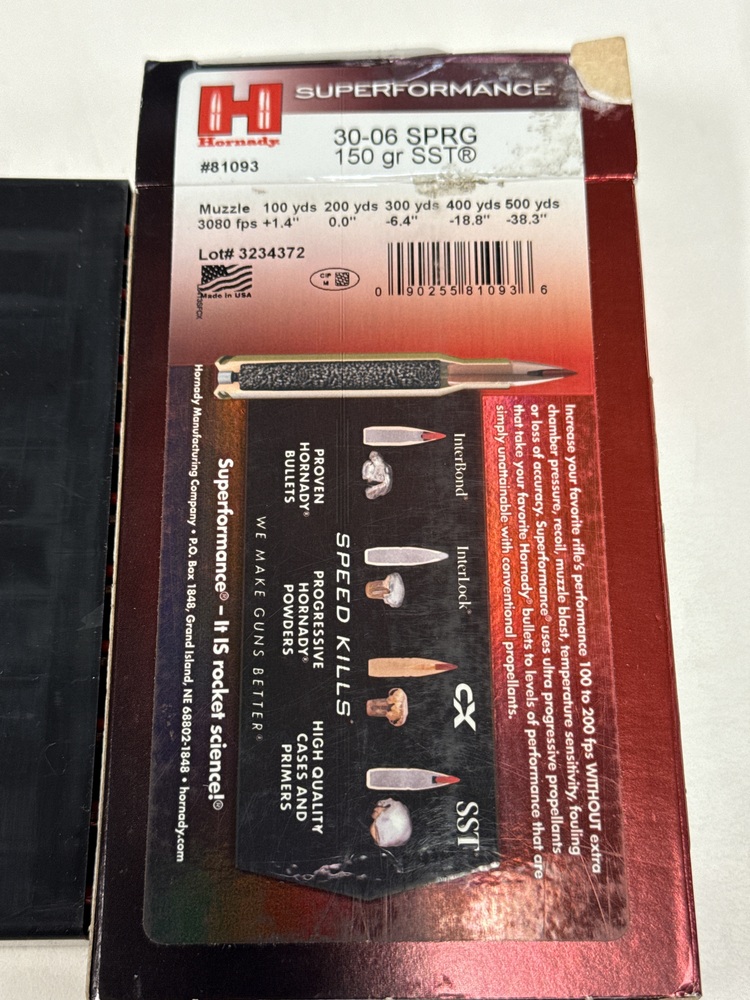 SUPERFORMANCE
H
Hornady
30-06 SPRG
150 gr SST®
#81093
Muzzle 100 yds 200 yds 300 yds 400 yds 500 yds
3080 fps +1.4" 0.0" -6.4" -18.8" -38.3"
Lot# 3234372
Made in USA
CIP
M
0 90255 81093 6
Increase your favorite rifle's performance 100 to 200 fps WITHOUT extra
chamber pressure, recoil, muzzle blast, temperature sensitivity, fouling
or loss of accuracy. Superformance® uses ultra progressive propellants
that take your favorite Hornady® bullets to levels of performance that are
simply unattainable with conventional propellants.
InterBond®
InterLock®
CX
SST
SPEED KILLS
PROVEN
HORNADY®
BULLETS
PROGRESSIVE
HORNADY®
POWDERS
HIGH QUALITY
CASES AND
PRIMERS
WE MAKE GUNS BETTER®
Superformance® – It IS rocket science!®
Hornady Manufacturing Company • P.O. Box 1848, Grand Island, NE 68802-1848 • hornady.com